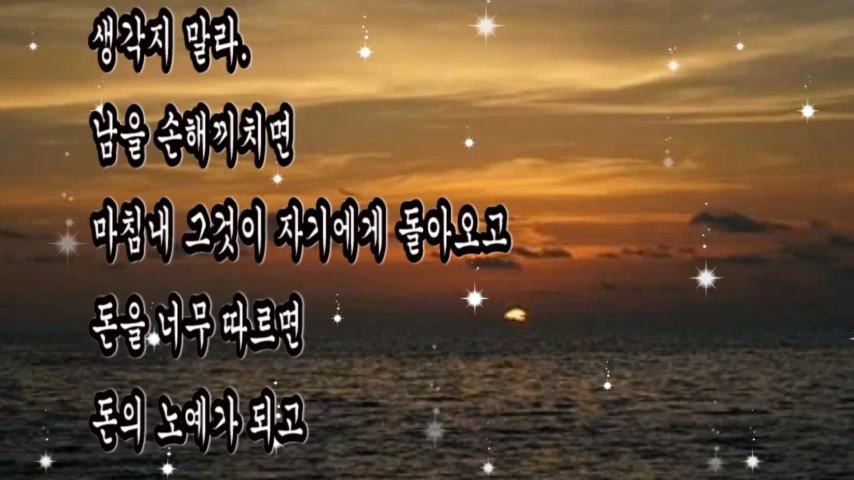 생각지 말라.
남을 손해끼치면
마침내 그것이 자기에게 돌아오고
돈을 너무 따르면
돈의 노예가 되고